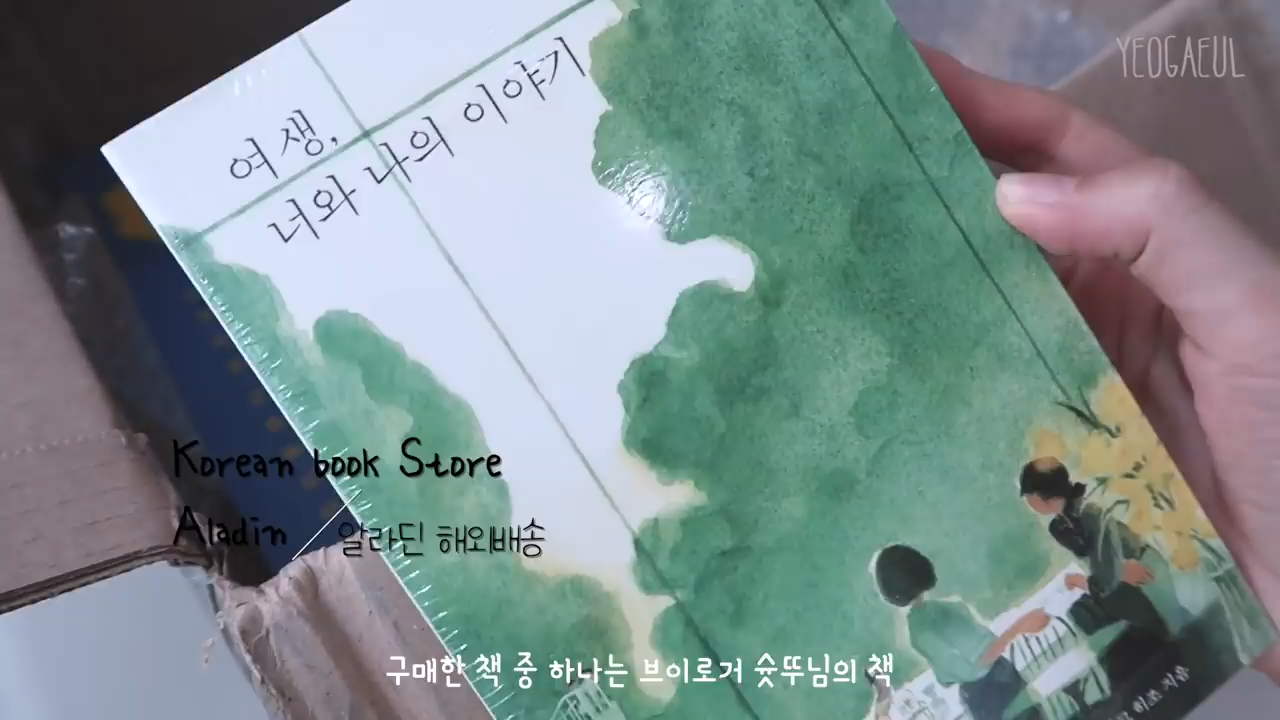 YEOGAEUL
여생,
너와 나의 이야기
Korean book Store
Aladin / 알라딘 해외배송
구매한 책 중 하나는 브이로거 슛뚜님의 책
지음